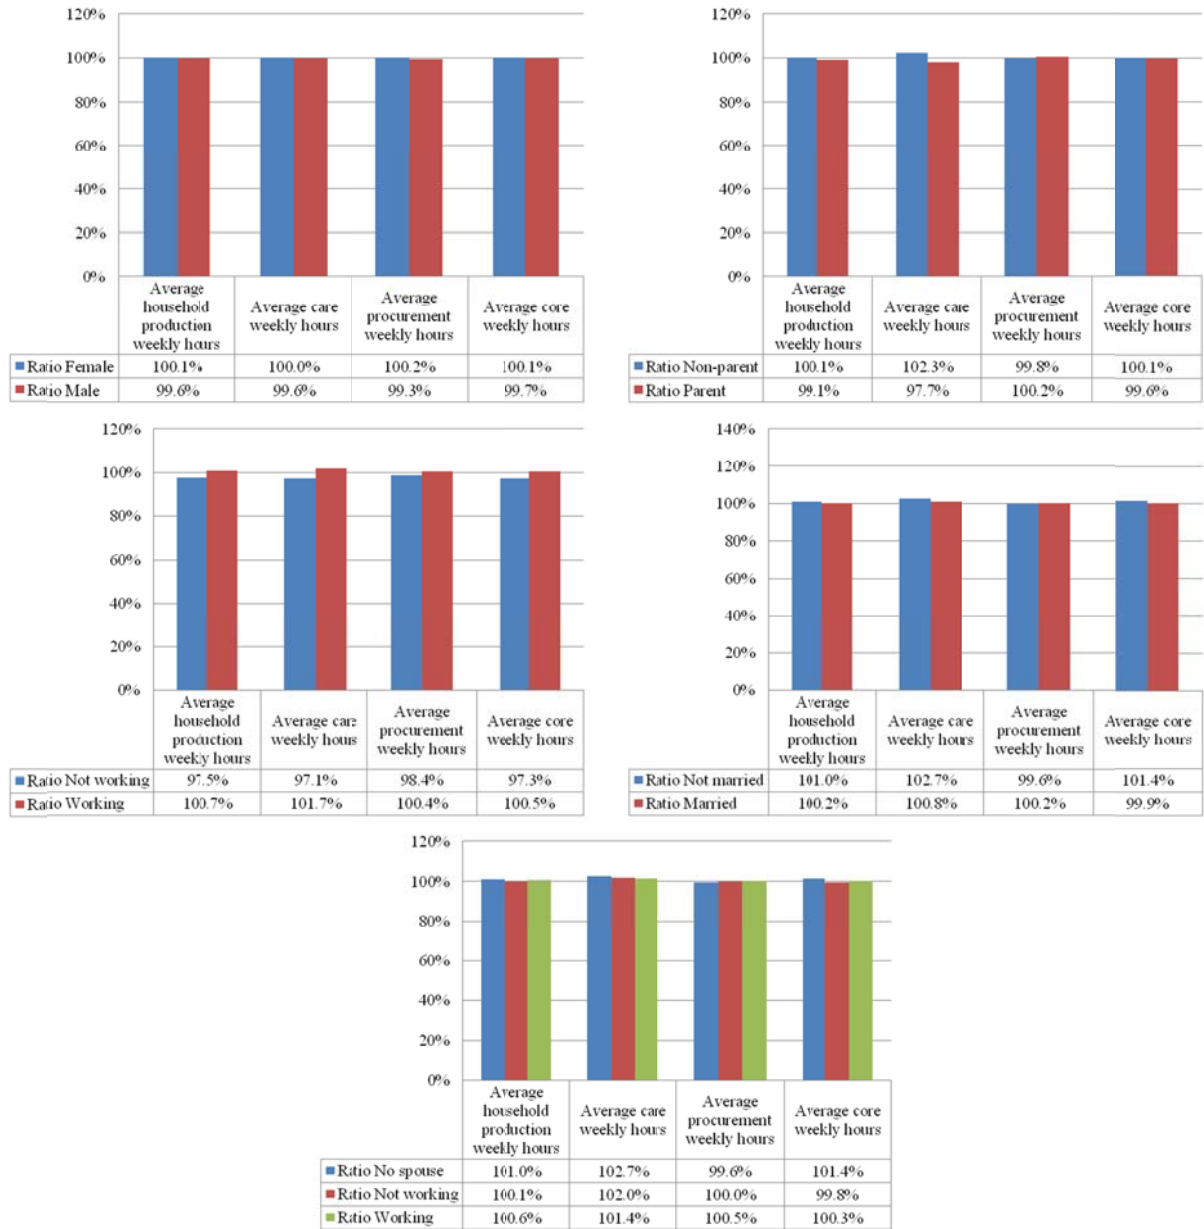 120%
100%
80%
60%
40%
20%
0%
Average household production weekly hours Average care weekly hours Average procurement weekly hours Average core weekly hours
Ratio Female 100.1% 100.0% 100.2% 100.1%
Ratio Male 99.6% 99.6% 99.3% 99.7%
120%
100%
80%
60%
40%
20%
0%
Average household production weekly hours Average care weekly hours Average procurement weekly hours Average core weekly hours
Ratio Non-parent 100.1% 102.3% 99.8% 100.1%
Ratio Parent 99.1% 97.7% 100.2% 99.6%
120%
100%
80%
60%
40%
20%
0%
Average household production weekly hours Average care weekly hours Average procurement weekly hours Average core weekly hours
Ratio Not working 97.5% 97.1% 98.4% 97.3%
Ratio Working 100.7% 101.7% 100.4% 100.5%
140%
120%
100%
80%
60%
40%
20%
0%
Average household production weekly hours Average care weekly hours Average procurement weekly hours Average core weekly hours
Ratio Not married 101.0% 102.7% 99.6% 101.4%
Ratio Married 100.2% 100.8% 100.2% 99.9%
120%
100%
80%
60%
40%
20%
0%
Average household production weekly hours Average care weekly hours Average procurement weekly hours Average core weekly hours
Ratio No spouse 101.0% 102.7% 99.6% 101.4%
Ratio Not working 100.1% 102.0% 100.0% 99.8%
Ratio Working 100.6% 101.4% 100.5% 100.3%